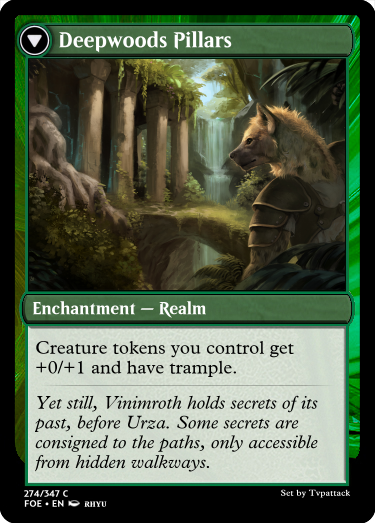 Deepwoods Pillars
Enchantment — Realm
Creature tokens you control get
+0/+1 and have trample.
Yet still, Vinimroth holds secrets of its
past, before Urza. Some secrets are
consigned to the paths, only accessible
from hidden walkways.
274/347 C
Set by Tvpattack
FOE • EN RHYU